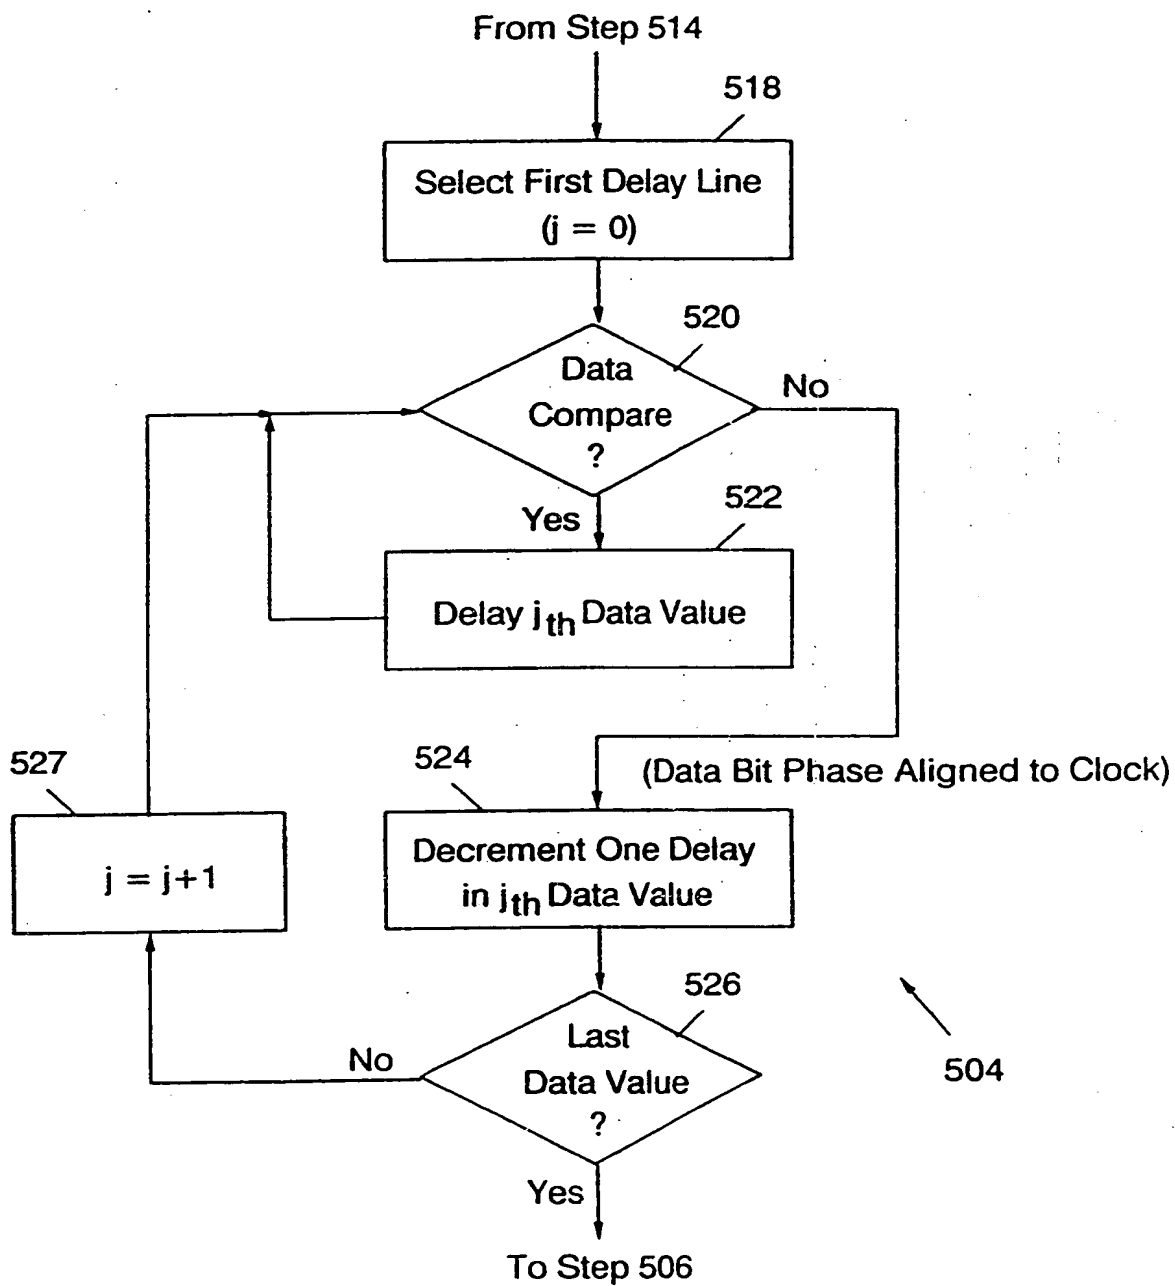 From Step 514
518
Select First Delay Line
(j = 0)
520
Data
Compare
?
No
Yes
522
Delay jth Data Value
527
j = j+1
524
(Data Bit Phase Aligned to Clock)
Decrement One Delay
in jth Data Value
526
Last
Data Value
?
No
504
Yes
To Step 506